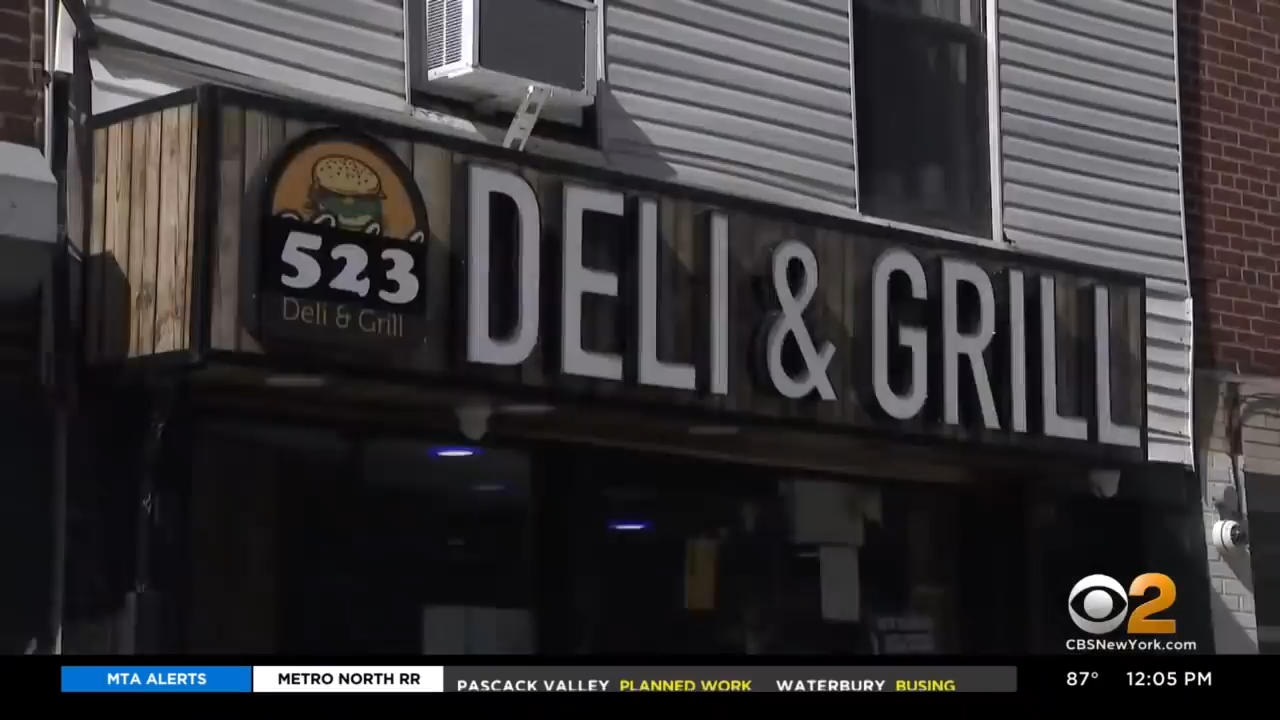 523
Deli & Grill
DELI & GRILL
2
CBSNewYork.com
MTA ALERTS
METRO NORTH RR
PASCACK VALLEY PLANNED WORK WATERBURY BUSING
87° 12:05 PM